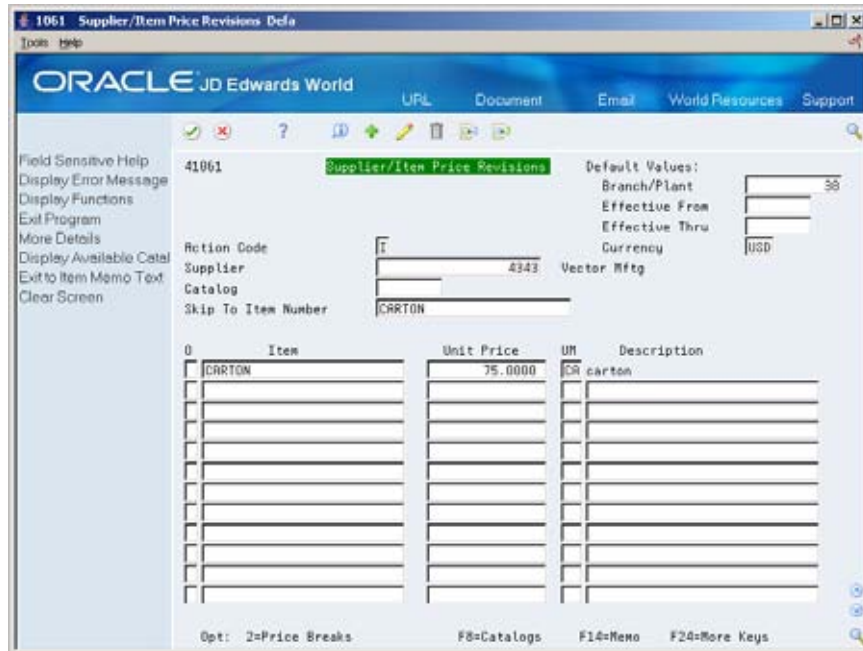 1061 Supplier/Item Price Revisions Defa
Tools Help
ORACLE JD Edwards World
URL Document Email World Resources Support
Field Sensitive Help
Display Error Message
Display Functions
Exit Program
More Details
Display Available Catal
Exit to Item Memo Text
Clear Screen
41061 Supplier/Item Price Revisions Default Values:
Branch/Plant 30
Effective From
Effective Thru
Action Code I Currency USD
Supplier 4343 Vector Mftg
Catalog
Skip To Item Number CARTON
O Item Unit Price UM Description
CARTON 75.0000 CA carton
Opt: 2=Price Breaks F8=Catalogs F14=Memo F24=More Keys